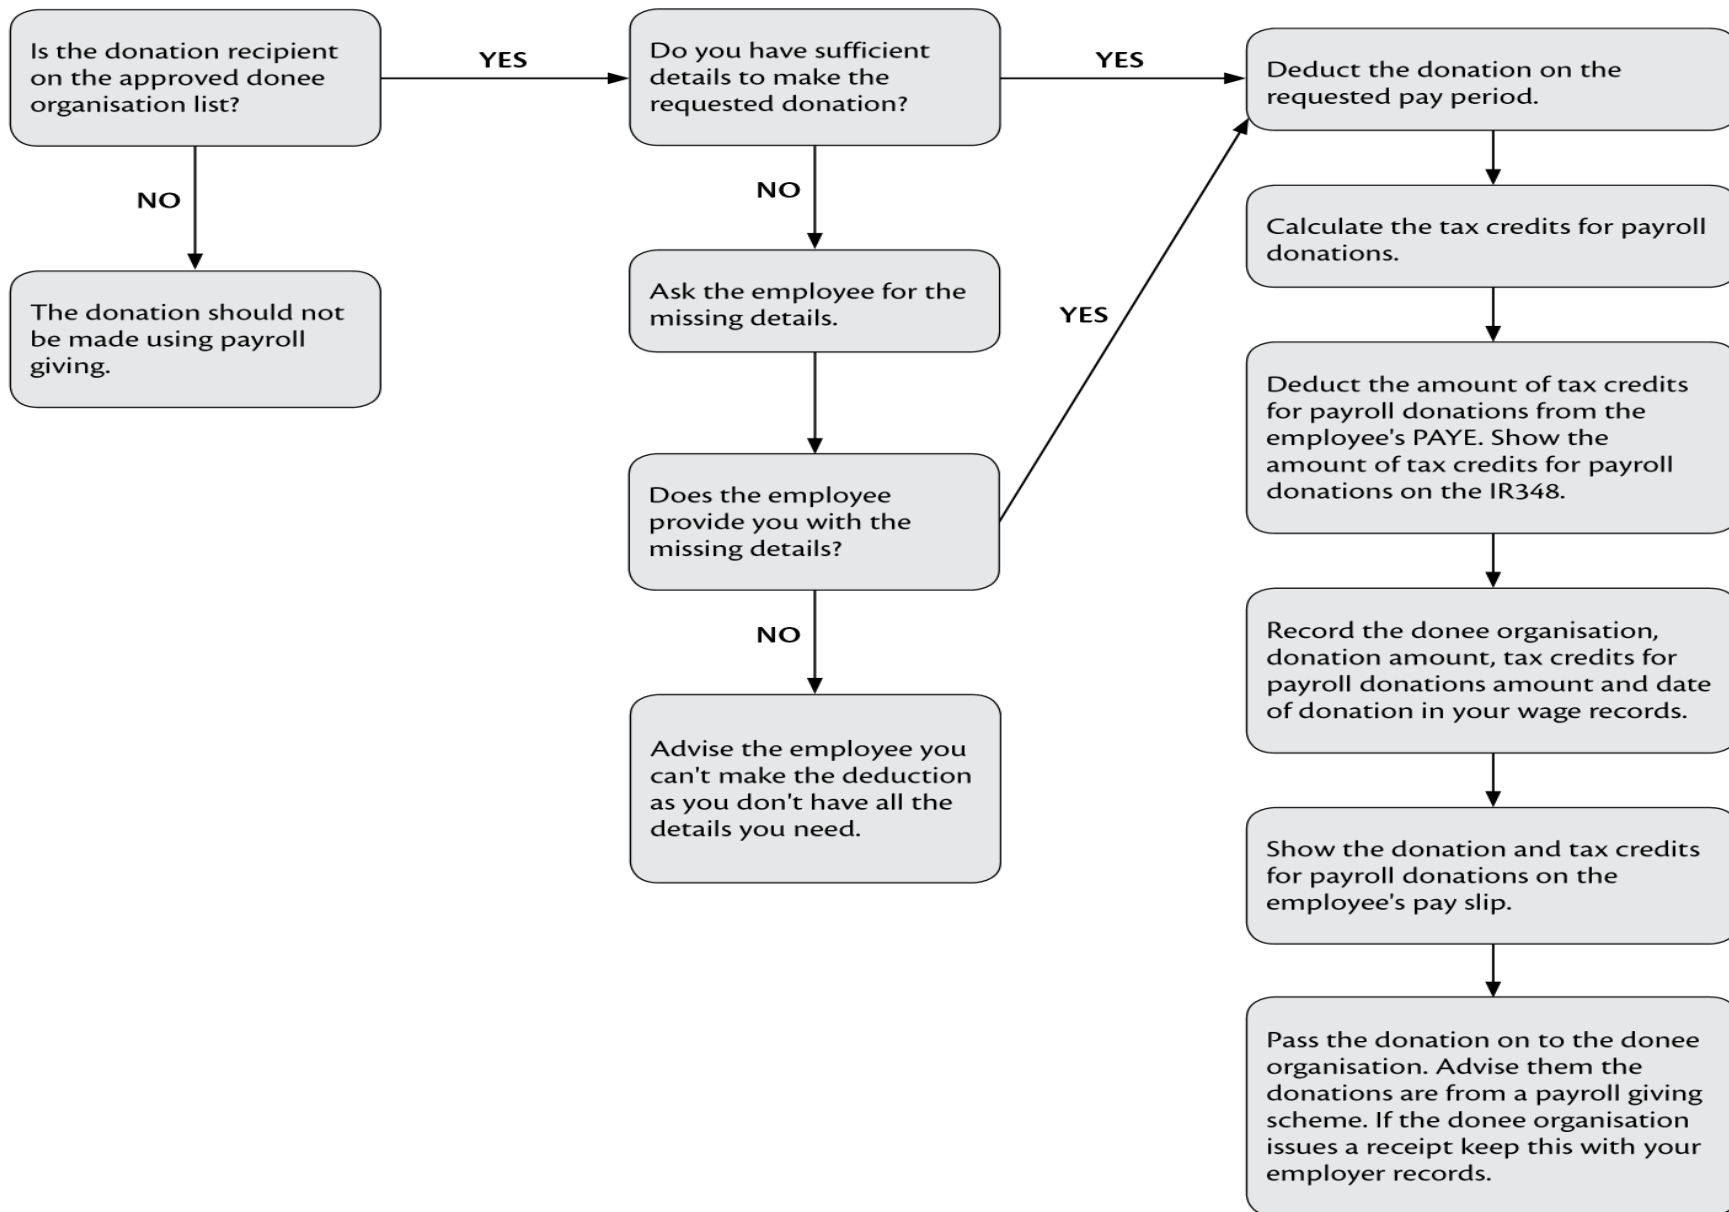 Is the donation recipient
on the approved donee
organisation list?
YES
Do you have sufficient
details to make the
requested donation?
YES
Deduct the donation on the
requested pay period.
NO
The donation should not
be made using payroll
giving.
NO
Ask the employee for the
missing details.
Does the employee
provide you with the
missing details?
YES
NO
Advise the employee you
can't make the deduction
as you don't have all the
details you need.
Calculate the tax credits for payroll
donations.
Deduct the amount of tax credits
for payroll donations from the
employee's PAYE. Show the
amount of tax credits for payroll
donations on the IR348.
Record the donee organisation,
donation amount, tax credits for
payroll donations amount and date
of donation in your wage records.
Show the donation and tax credits
for payroll donations on the
employee's pay slip.
Pass the donation on to the donee
organisation. Advise them the
donations are from a payroll giving
scheme. If the donee organisation
issues a receipt keep this with your
employer records.